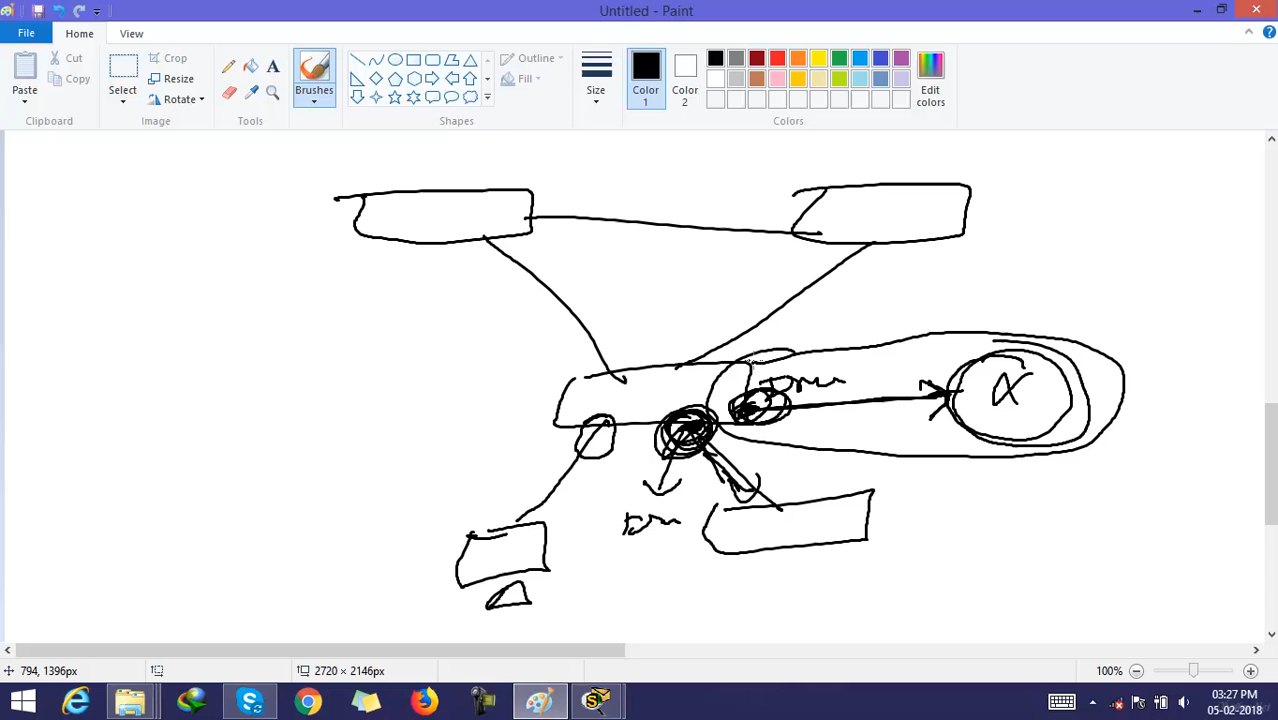 Untitled - Paint
File
Home
View
Paste
Cut
Copy
Clipboard
Select
Crop
Resize
Rotate
Image
Tools
Brushes
Outline
Fill
Shapes
Size
Color 1
Color 2
Edit colors
Colors
794, 1396px
2720 × 2146px
100%
03:27 PM
05-02-2018